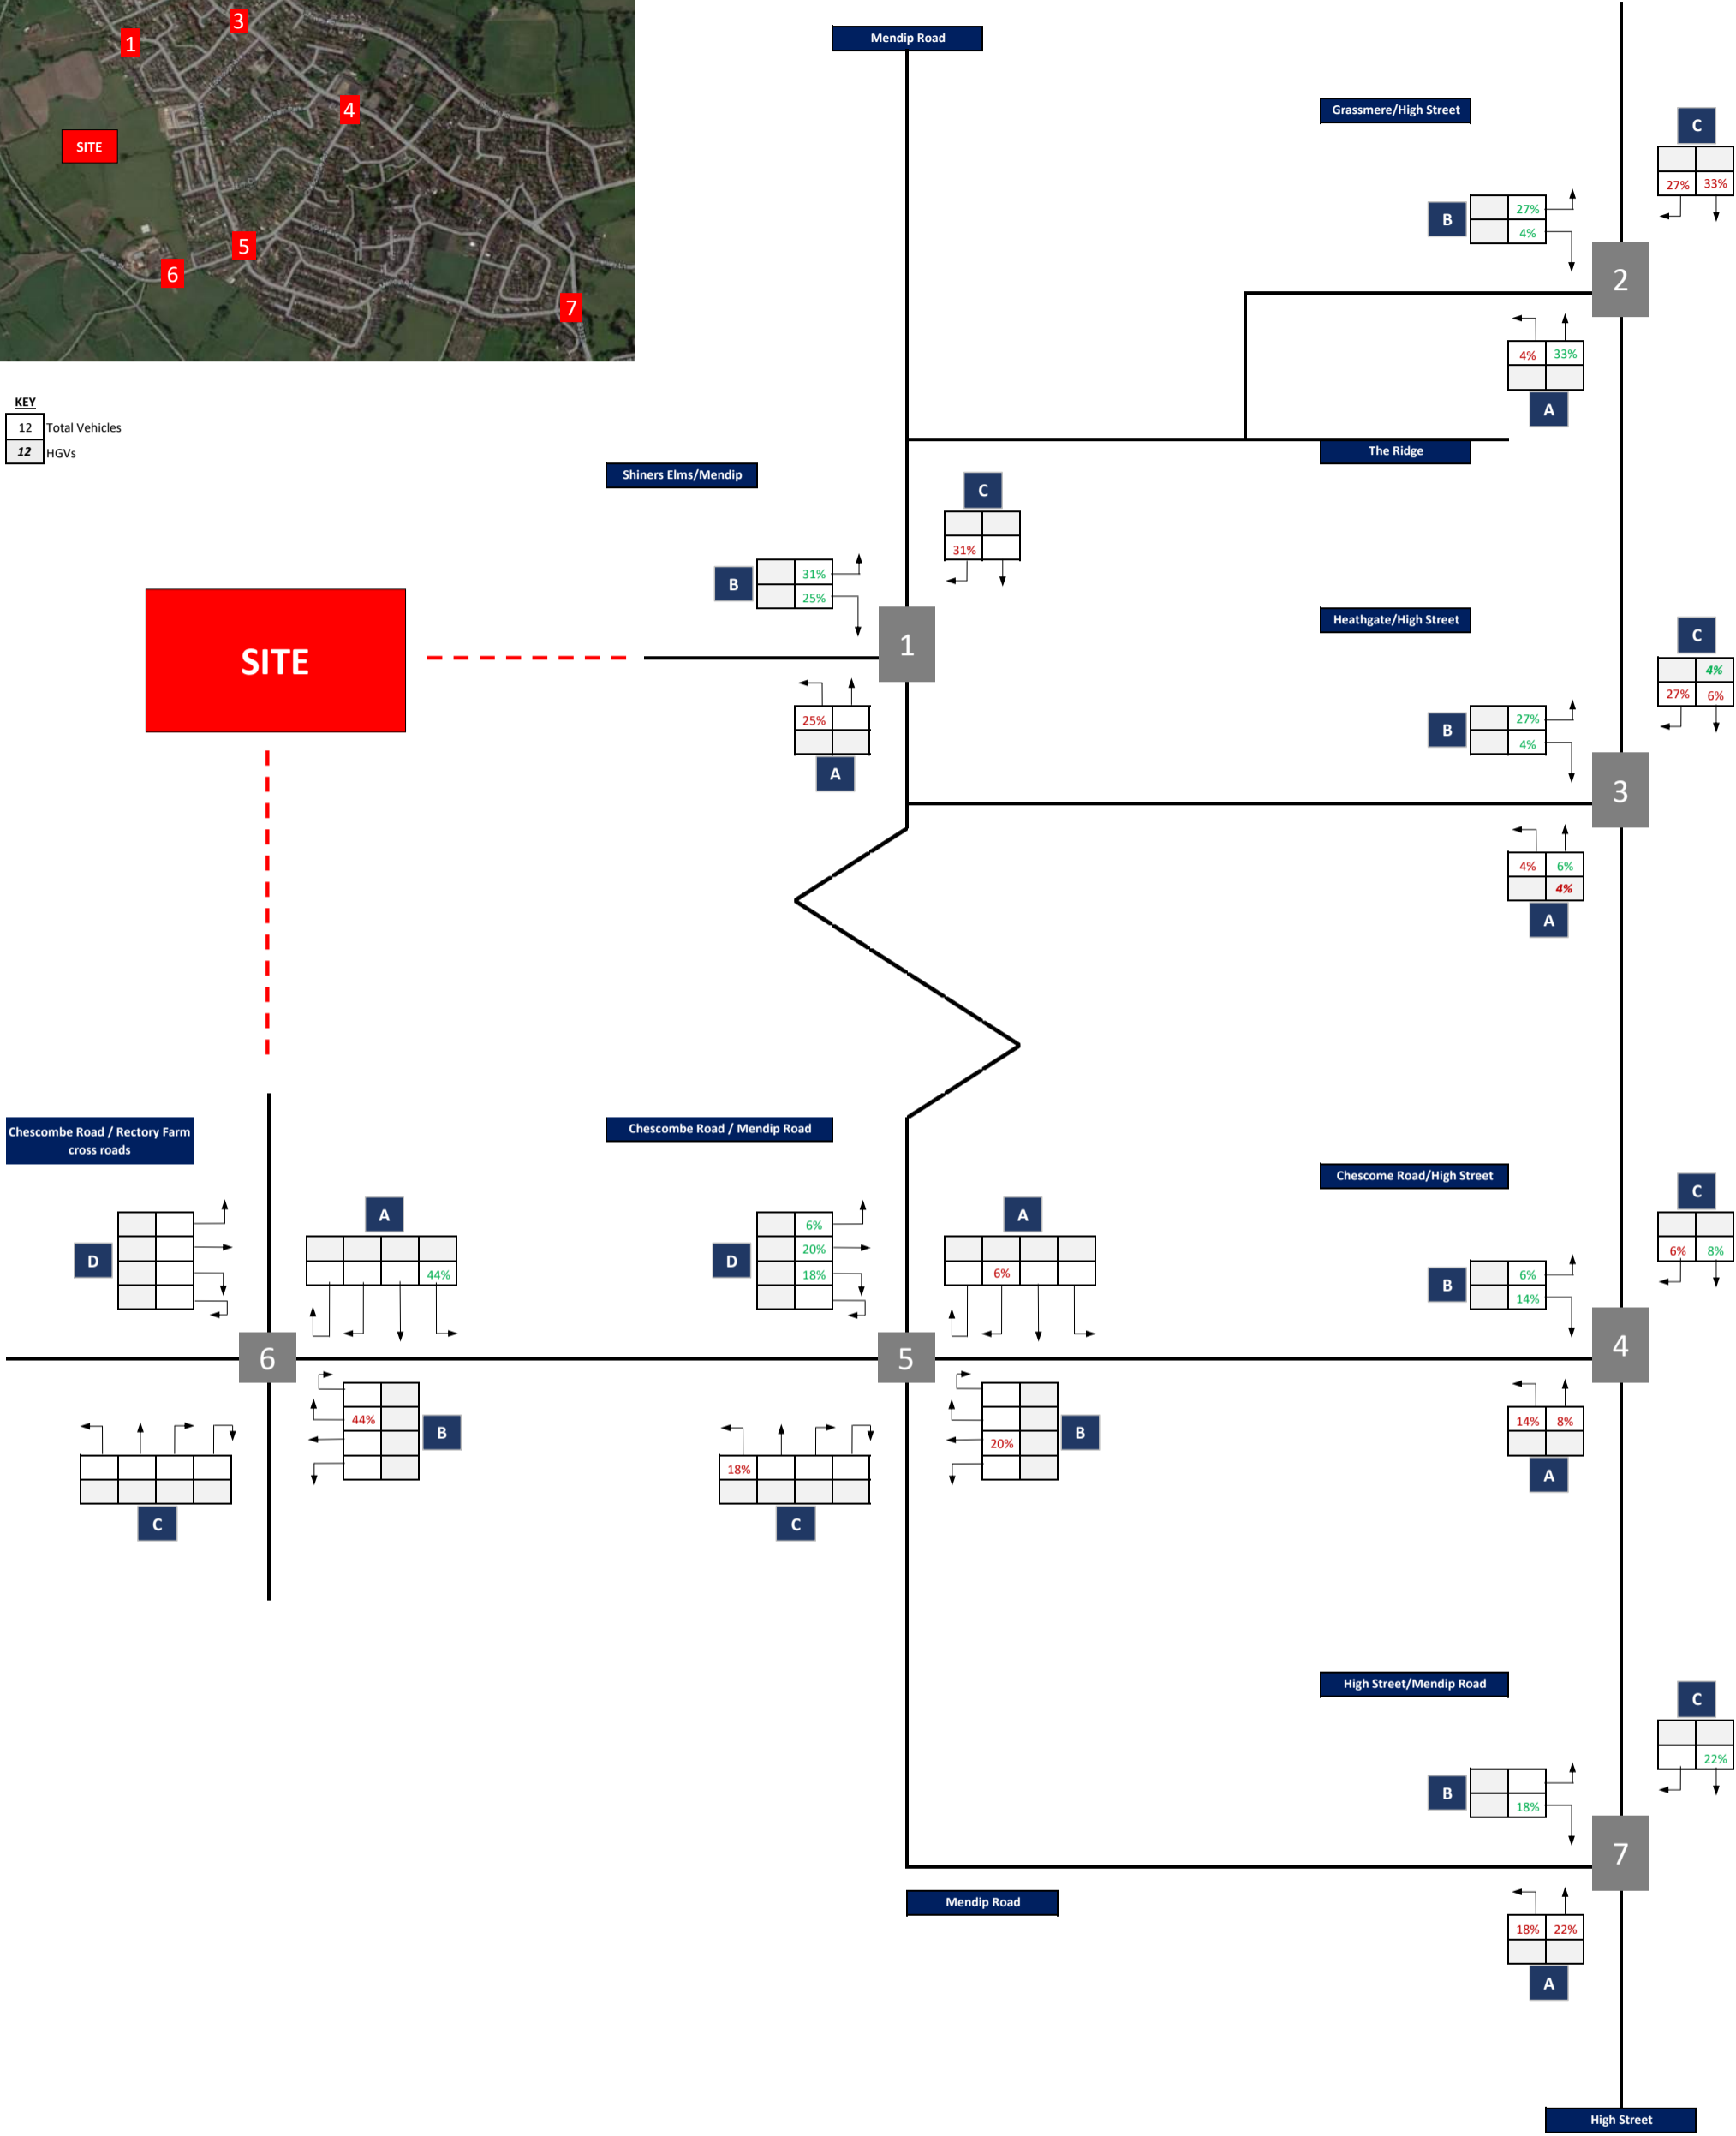 3
1
4
SITE
5
6
7
Mendip Road
Grassmere/High Street
C
27% 33%
B
27%
4%
2
4% 33%
A
KEY
12 Total Vehicles
12 HGVs
The Ridge
Shiners Elms/Mendip
C
31%
B
31%
25%
1
SITE
25%
A
Heathgate/High Street
C
4%
27% 6%
B
27%
4%
3
4% 6%
4%
A
Chescombe Road / Rectory Farm
cross roads
D
A
44%
6
44%
B
C
Chescombe Road / Mendip Road
D
6%
20%
18%
A
6%
5
20%
B
18%
C
Chescome Road/High Street
C
6% 8%
B
6%
14%
4
14% 8%
A
High Street/Mendip Road
C
22%
B
18%
7
Mendip Road
18% 22%
A
High Street